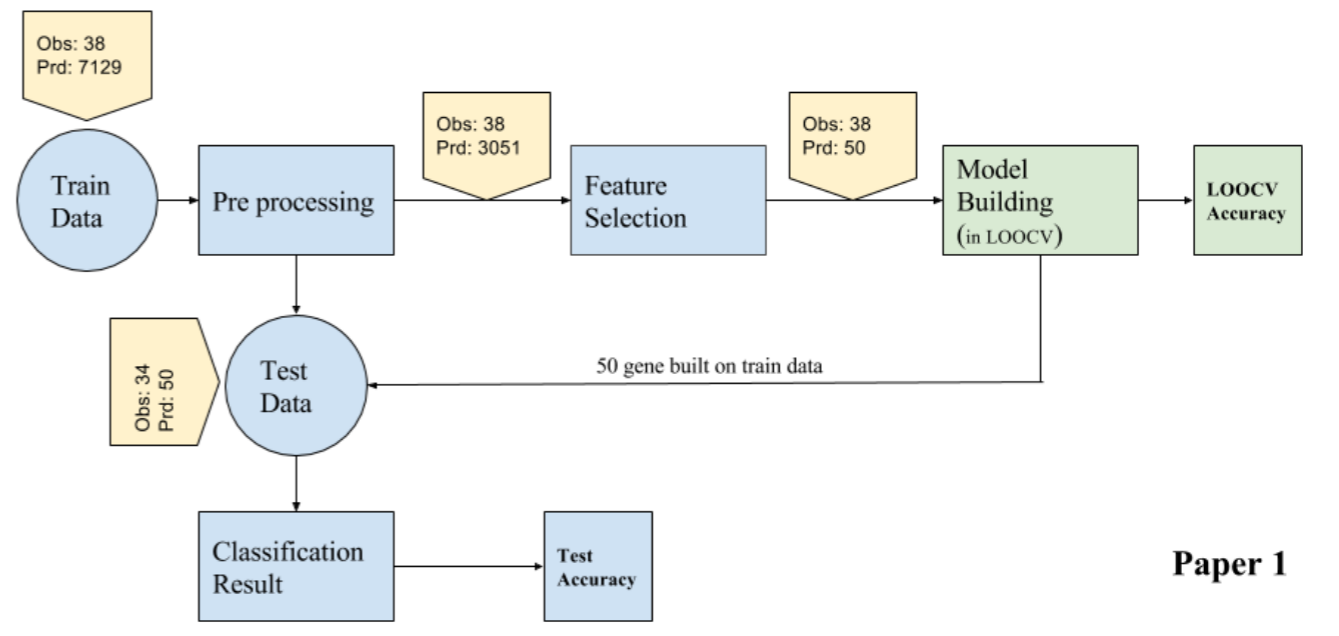 Obs: 38
Prd: 7129
Train
Data
Pre processing
Obs: 38
Prd: 3051
Feature
Selection
Obs: 38
Prd: 50
Model
Building
(in LOOCV)
LOOCV
Accuracy
50 gene built on train data
Obs: 34
Prd: 50
Test
Data
Classification
Result
Test
Accuracy
Paper 1